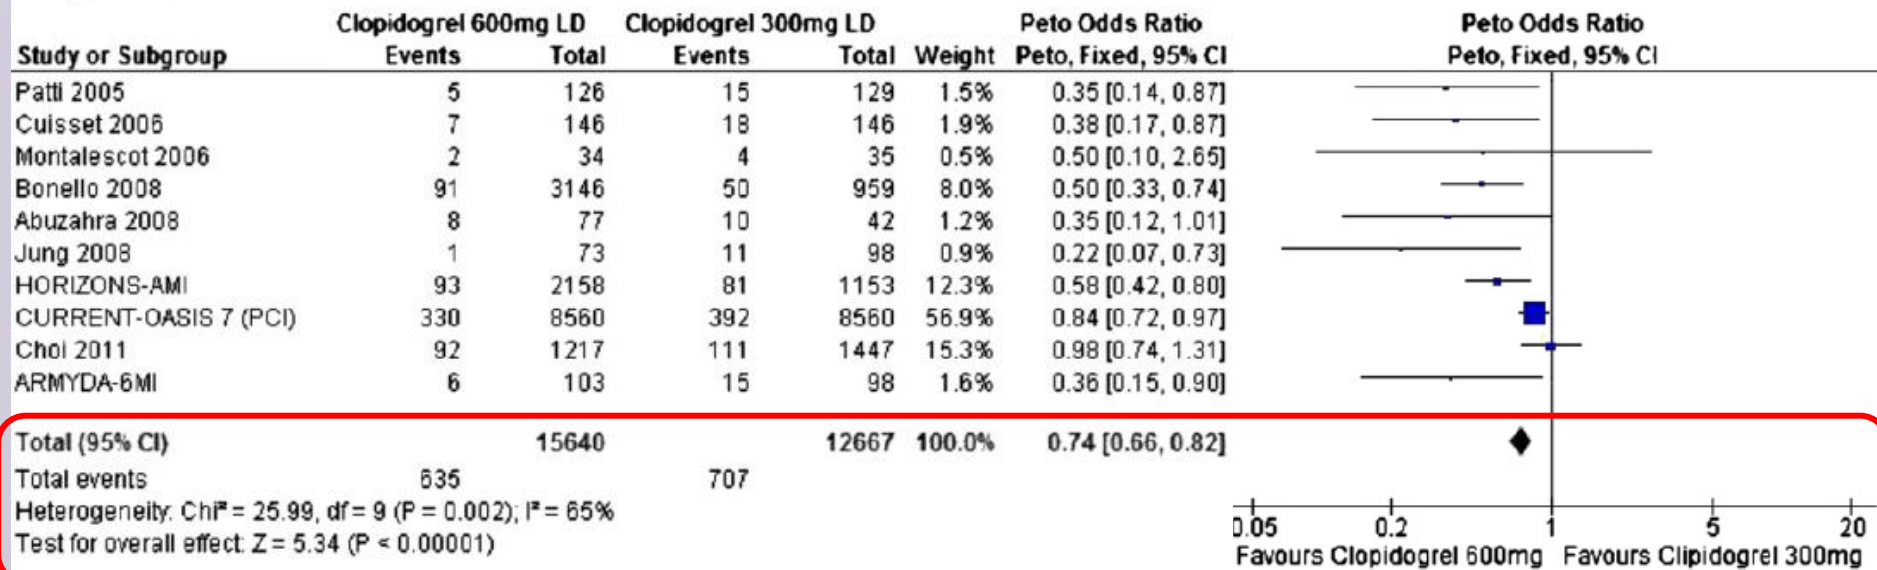 Clopidogrel 600mg LD Clopidogrel 300mg LD Peto Odds Ratio Peto Odds Ratio
Study or Subgroup Events Total Events Total Weight Peto, Fixed, 95% CI Peto, Fixed, 95% CI
Patti 2005 5 126 15 129 1.5% 0.35 [0.14, 0.87]
Cuisset 2006 7 146 18 146 1.9% 0.38 [0.17, 0.87]
Montalescot 2006 2 34 4 35 0.5% 0.50 [0.10, 2.65]
Bonello 2008 91 3146 50 959 8.0% 0.50 [0.33, 0.74]
Abuzahra 2008 8 77 10 42 1.2% 0.35 [0.12, 1.01]
Jung 2008 1 73 11 98 0.9% 0.22 [0.07, 0.73]
HORIZONS-AMI 93 2158 81 1153 12.3% 0.58 [0.42, 0.80]
CURRENT-OASIS 7 (PCI) 330 8560 392 8560 56.9% 0.84 [0.72, 0.97]
Choi 2011 92 1217 111 1447 15.3% 0.98 [0.74, 1.31]
ARMYDA-6MI 6 103 15 98 1.6% 0.36 [0.15, 0.90]
Total (95% CI) 15640 12667 100.0% 0.74 [0.66, 0.82]
Total events 635 707
Heterogeneity: Chi² = 25.99, df = 9 (P = 0.002); I² = 65%
Test for overall effect: Z = 5.34 (P < 0.00001)
0.05 0.2 1 5 20
Favours Clopidogrel 600mg Favours Clipidogrel 300mg